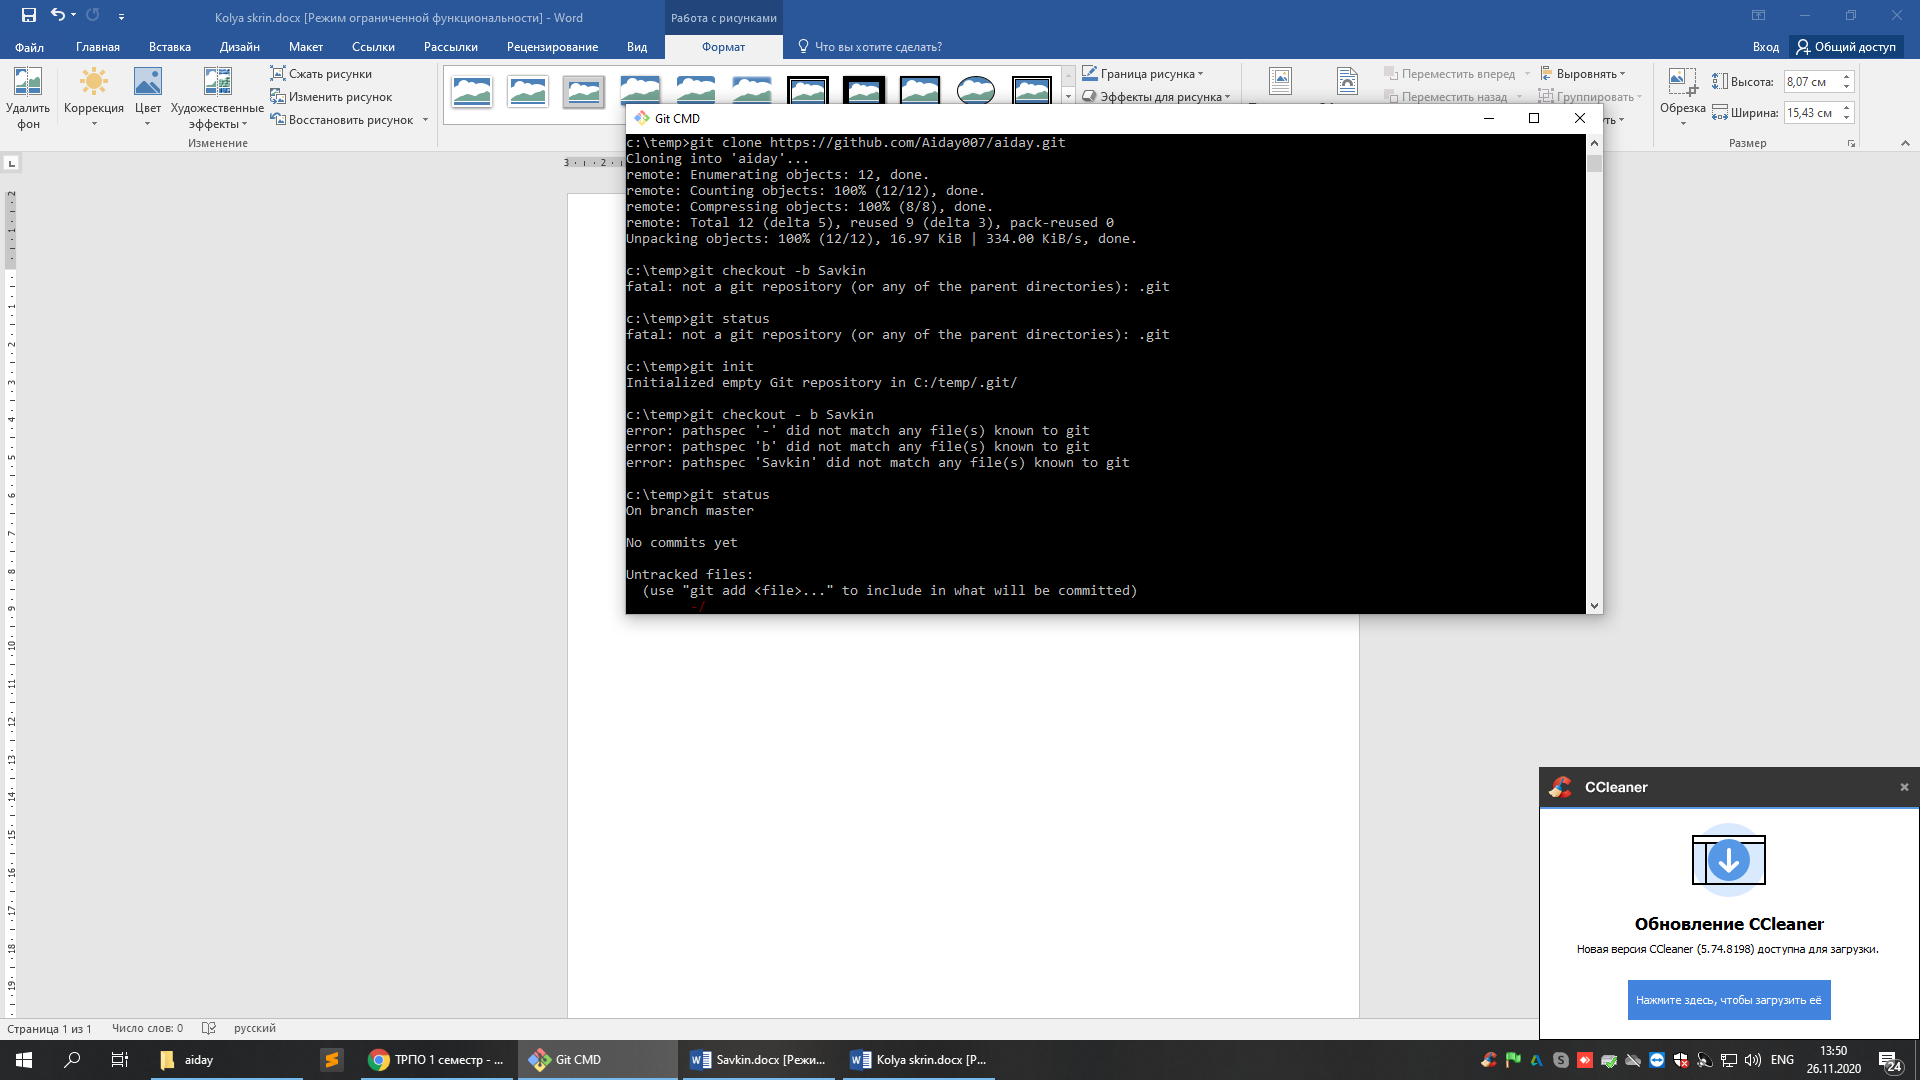 Kolya skrin.docx [Режим ограниченной функциональности] - Word
Работа с рисунками
Файл
Главная
Вставка
Дизайн
Макет
Ссылки
Рассылки
Рецензирование
Вид
Формат
Что вы хотите сделать?
Вход
Общий доступ
Удалить фон
Коррекция
Цвет
Художественные эффекты
Сжать рисунки
Изменить рисунок
Восстановить рисунок
Изменение
Граница рисунка
Эффекты для рисунка
Переместить вперед
Переместить назад
Выровнять
Группировать
Обрезка
Высота:
8,07 см
Ширина:
15,43 см
Размер
Git CMD
c:\temp>git clone https://github.com/Aiday007/aiday.git
Cloning into 'aiday'...
remote: Enumerating objects: 12, done.
remote: Counting objects: 100% (12/12), done.
remote: Compressing objects: 100% (8/8), done.
remote: Total 12 (delta 5), reused 9 (delta 3), pack-reused 0
Unpacking objects: 100% (12/12), 16.97 KiB | 334.00 KiB/s, done.
c:\temp>git checkout -b Savkin
fatal: not a git repository (or any of the parent directories): .git
c:\temp>git status
fatal: not a git repository (or any of the parent directories): .git
c:\temp>git init
Initialized empty Git repository in C:/temp/.git/
c:\temp>git checkout - b Savkin
error: pathspec '-' did not match any file(s) known to git
error: pathspec 'b' did not match any file(s) known to git
error: pathspec 'Savkin' did not match any file(s) known to git
c:\temp>git status
On branch master
No commits yet
Untracked files:
(use "git add <file>..." to include in what will be committed)
-/
CCleaner
Обновление CCleaner
Новая версия CCleaner (5.74.8198) доступна для загрузки.
Нажмите здесь, чтобы загрузить её
Страница 1 из 1
Число слов: 0
русский
aiday
ТРПО 1 семестр - ...
Git CMD
Savkin.docx [Режи...
Kolya skrin.docx [P...
ENG
13:50
26.11.2020
24